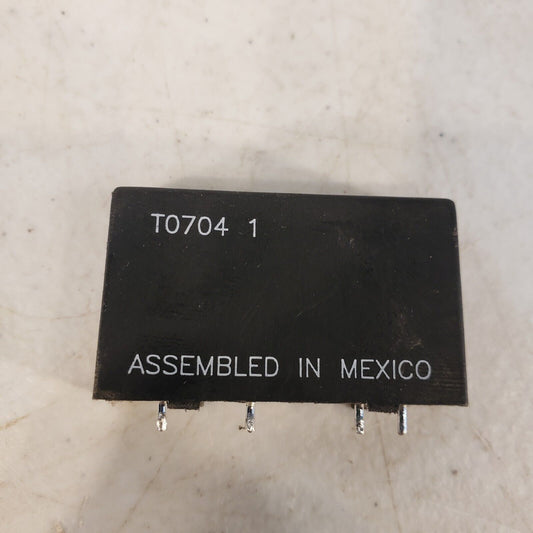 T0704 1
ASSEMBLED IN MEXICO